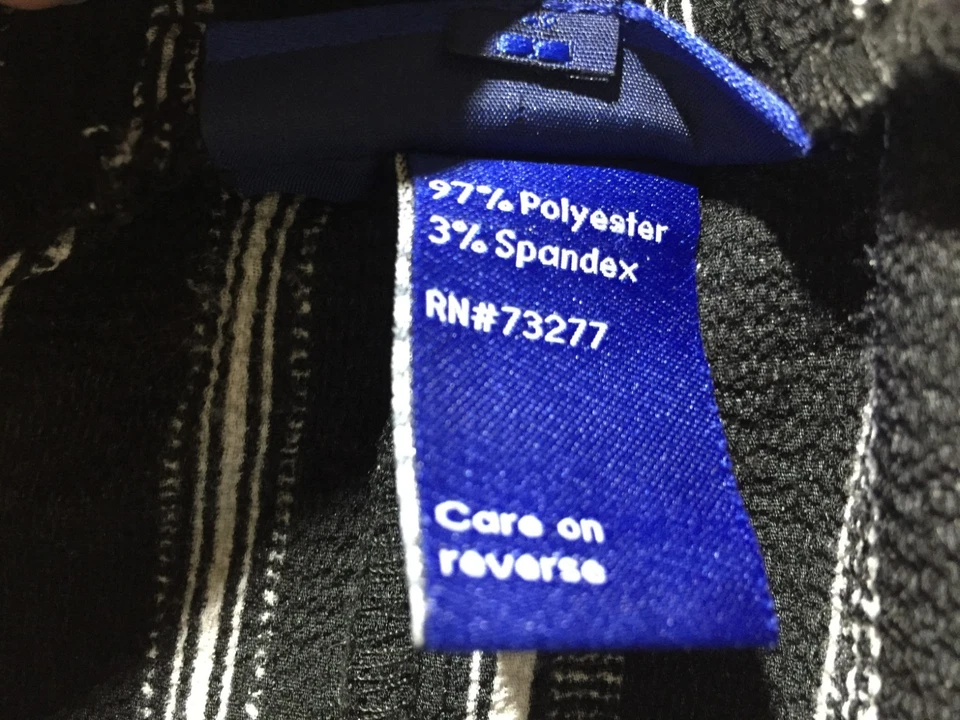 97% Polyester
3% Spandex
RN#73277
Care on
reverse